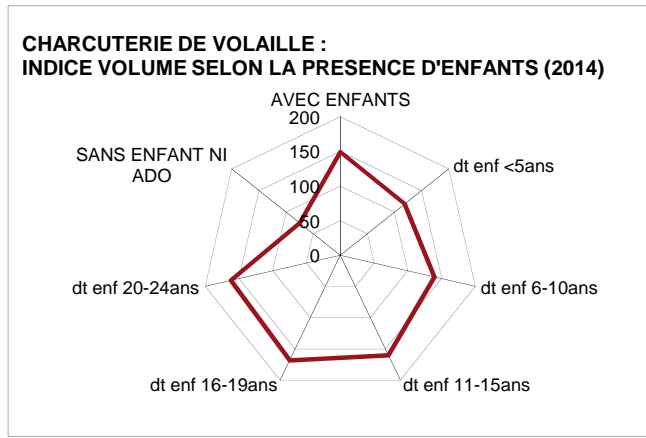 CHARCUTERIE DE VOLAILLE :
INDICE VOLUME SELON LA PRESENCE D'ENFANTS (2014)
AVEC ENFANTS
200
150
100
50
0
dt enf <5ans
dt enf 6-10ans
dt enf 11-15ans
dt enf 16-19ans
dt enf 20-24ans
SANS ENFANT NI
ADO